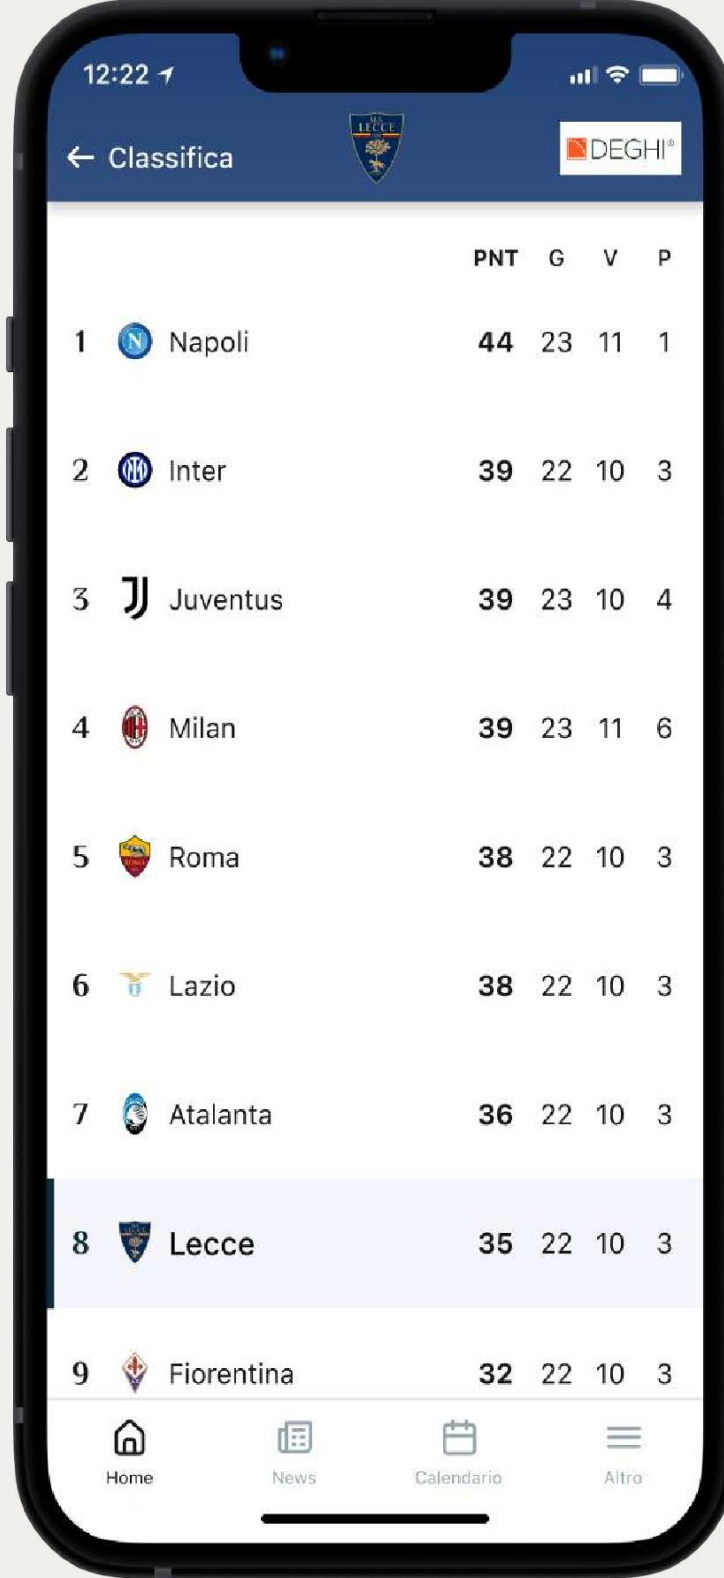 12:22
← Classifica
U.S. LECCE
DEGHI®
PNT G V P
1 N Napoli 44 23 11 1
2 Inter 39 22 10 3
3 Juventus 39 23 10 4
4 Milan 39 23 11 6
5 Roma 38 22 10 3
6 Lazio 38 22 10 3
7 Atalanta 36 22 10 3
8 Lecce 35 22 10 3
9 Fiorentina 32 22 10 3
Home News Calendario Altro